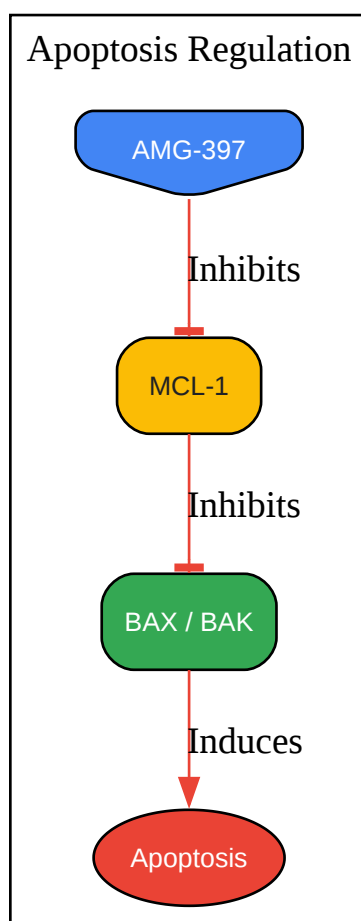 Apoptosis Regulation
AMG-397
Inhibits
MCL-1
Inhibits
BAX / BAK
Induces
Apoptosis